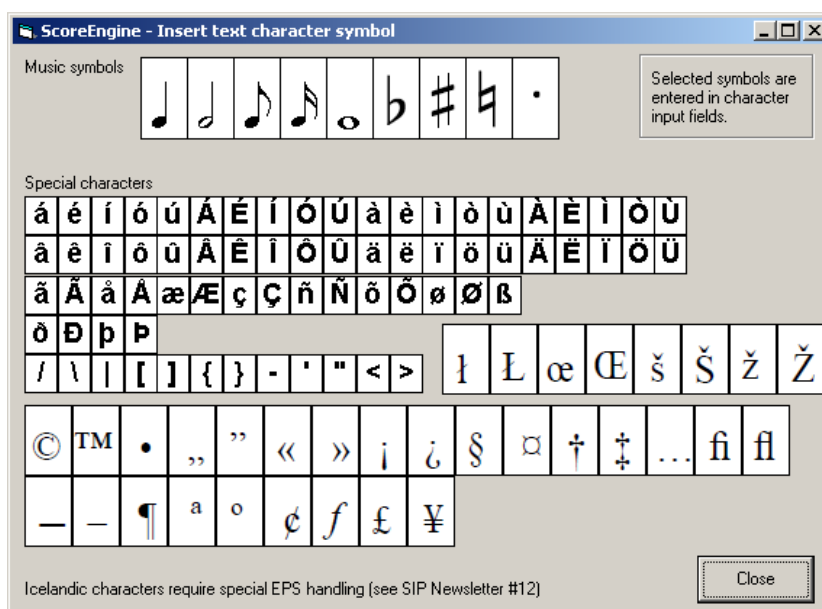 ScoreEngine - Insert text character symbol
Music symbols
♩ 𝅗𝅥 ♪ 𝅘𝅥𝅯 𝅝 ♭ ♯ ♮ ·
Selected symbols are
entered in character
input fields.
Special characters
á é í ó ú Á É Í Ó Ú à è ì ò ù À È Ì Ò Ù
â ê î ô û Â Ê Î Ô Û ä ë ï ö ü Ä Ë Ï Ö Ü
ã Ã å Å æ Æ ç Ç ñ Ñ õ Õ ø Ø ß
ð Ð þ Þ
/ \ | [ ] { } - ' " < >
ł Ł œ Œ š Š ž Ž
© ™ • „ ” « » ¡ ¿ § ¤ † ‡ … fi fl
— – ¶ ª º ¢ ƒ £ ¥
Icelandic characters require special EPS handling (see SIP Newsletter #12)
Close